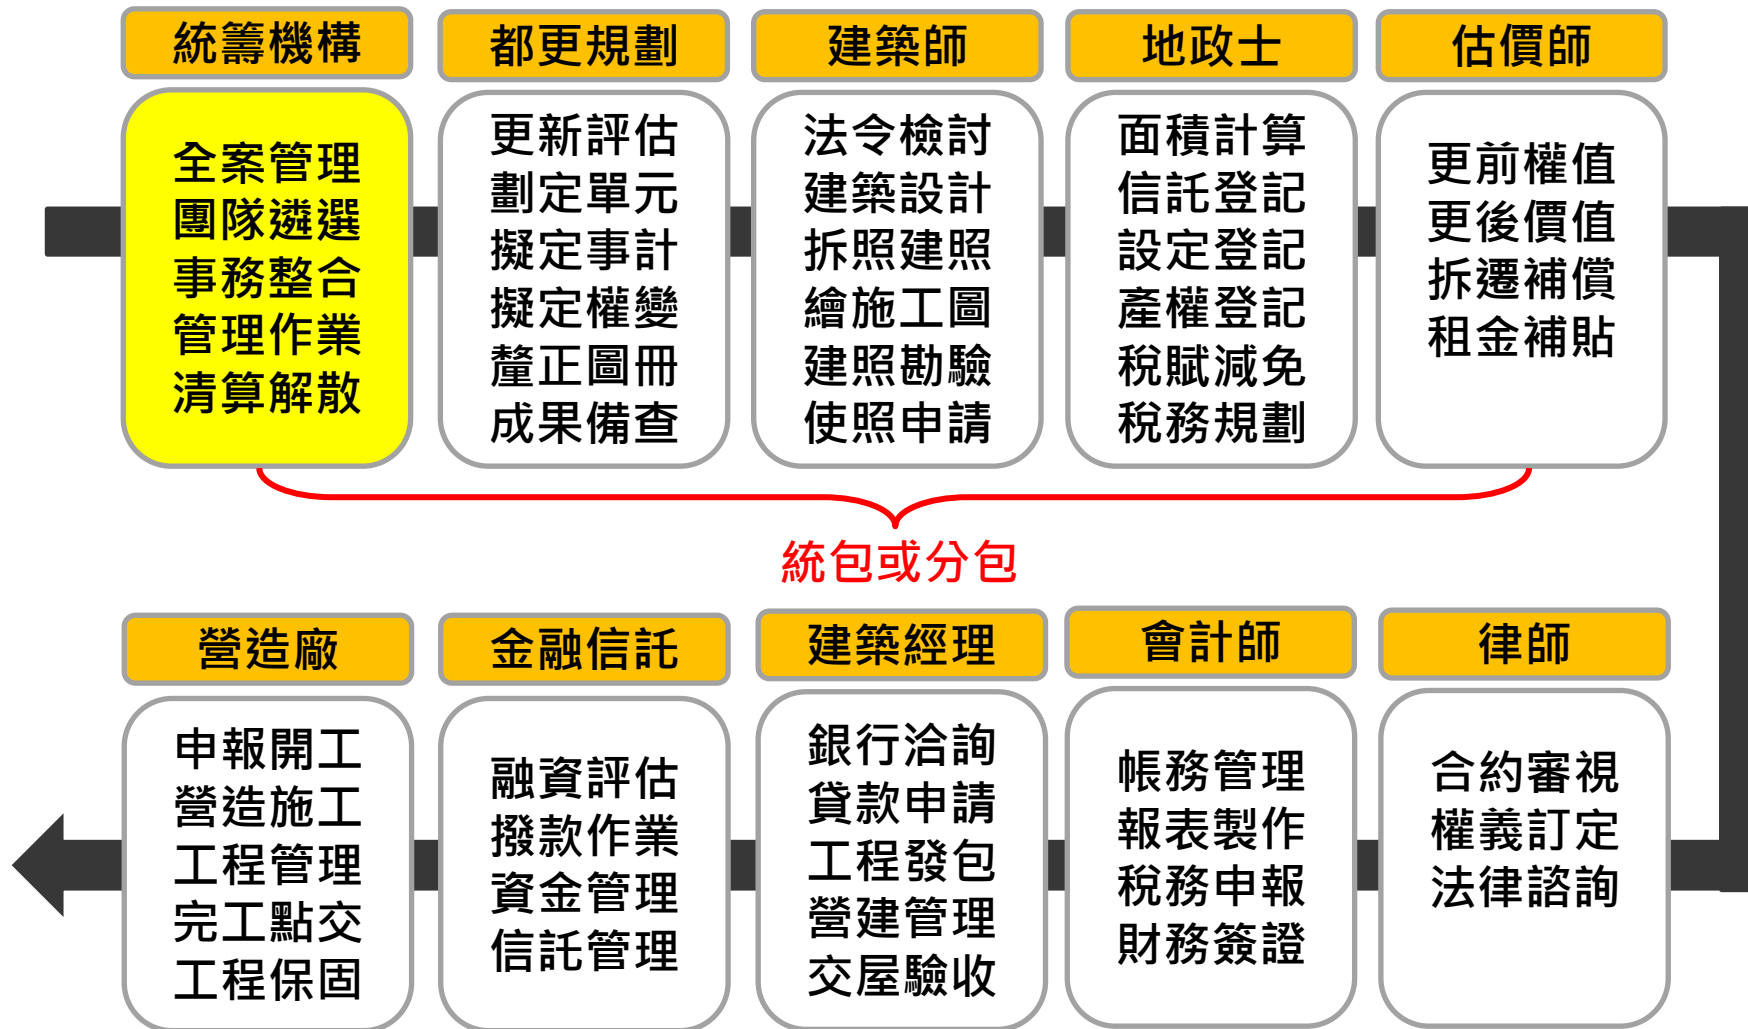 統籌機構
全案管理
團隊遴選
事務整合
管理作業
清算解散
都更規劃
更新評估
劃定單元
擬定事計
擬定權變
釐正圖冊
成果備查
建築師
法令檢討
建築設計
拆照建照
繪施工圖
建照勘驗
使照申請
地政士
面積計算
信託登記
設定登記
產權登記
稅賦減免
稅務規劃
估價師
更前權值
更後價值
拆遷補償
租金補貼
統包或分包
營造廠
申報開工
營造施工
工程管理
完工點交
工程保固
金融信託
融資評估
撥款作業
資金管理
信託管理
建築經理
銀行洽詢
貸款申請
工程發包
營建管理
交屋驗收
會計師
帳務管理
報表製作
稅務申報
財務簽證
律師
合約審視
權義訂定
法律諮詢